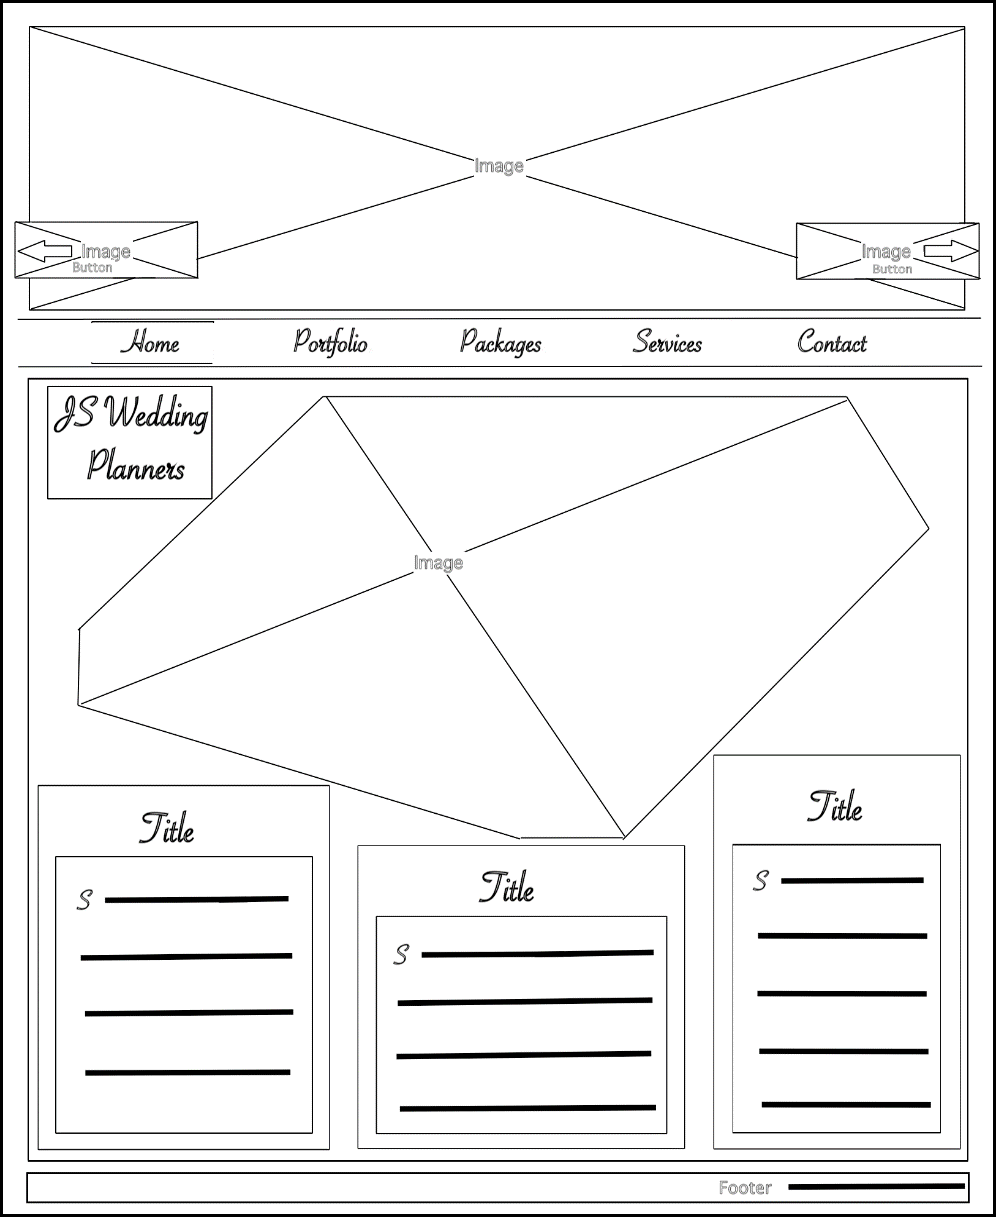 Image
Image
Button
Image
Button
Home Portfolio Packages Services Contact
JS Wedding
Planners
Image
Title
S
Title
S
Title
S
Footer